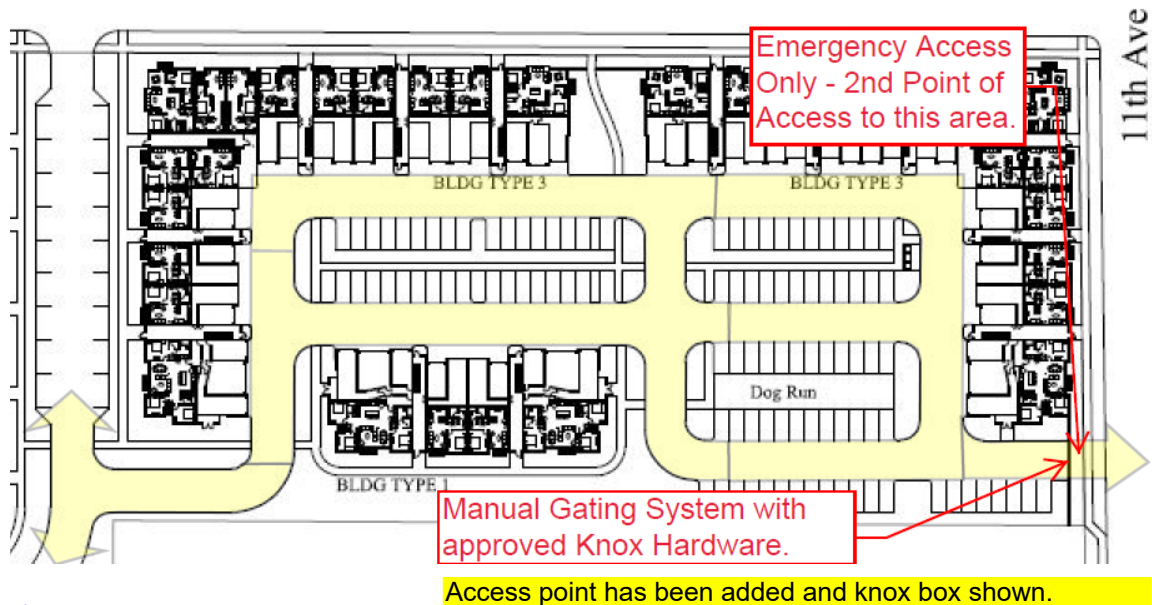 11th Ave
Emergency Access
Only - 2nd Point of
Access to this area.
BLDG TYPE 3
BLDG TYPE 3
Dog Run
BLDG TYPE 1
Manual Gating System with
approved Knox Hardware.
Access point has been added and knox box shown.